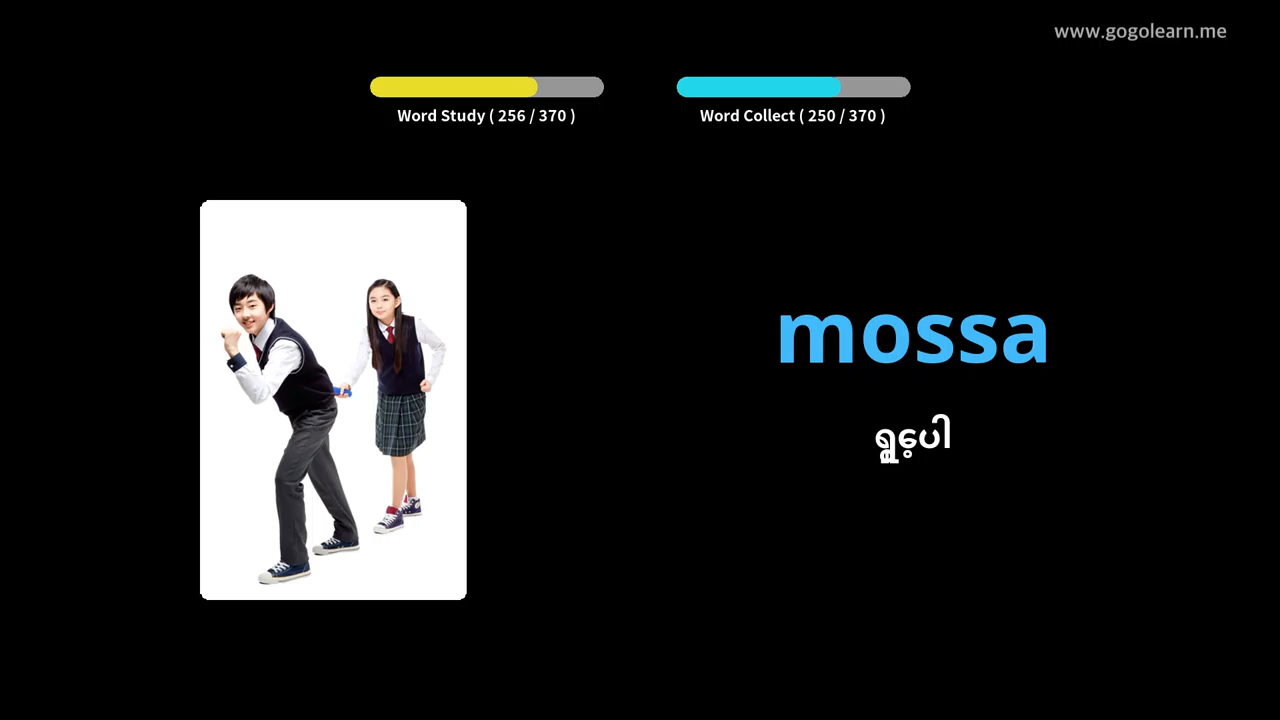 www.gogolearn.me
Word Study ( 256 / 370 )
Word Collect ( 250 / 370 )
mossa
ရွှေ့ပေါ